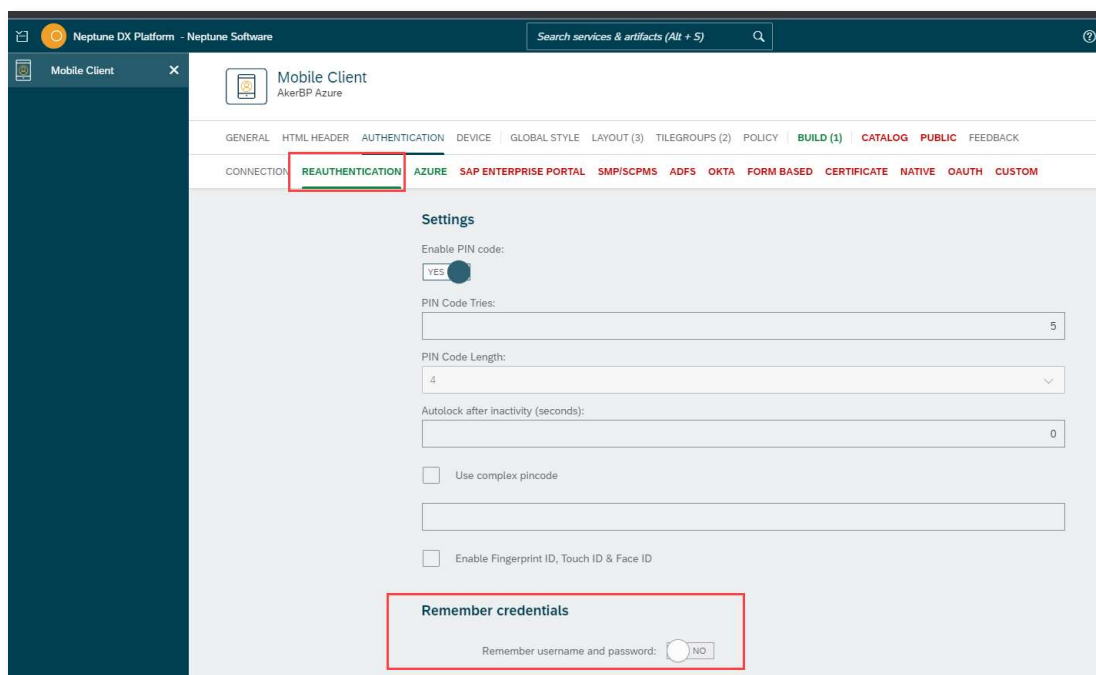 Neptune DX Platform - Neptune Software Search services & artifacts (Alt + S)
Mobile Client
Mobile Client
AkerBP Azure
GENERAL HTML HEADER AUTHENTICATION DEVICE GLOBAL STYLE LAYOUT (3) TILEGROUPS (2) POLICY BUILD (1) CATALOG PUBLIC FEEDBACK
CONNECTION REAUTHENTICATION AZURE SAP ENTERPRISE PORTAL SMP/SCPMS ADFS OKTA FORM BASED CERTIFICATE NATIVE OAUTH CUSTOM
Settings
Enable PIN code:
YES
PIN Code Tries:
5
PIN Code Length:
4
Autolock after inactivity (seconds):
0
Use complex pincode
Enable Fingerprint ID, Touch ID & Face ID
Remember credentials
Remember username and password: NO